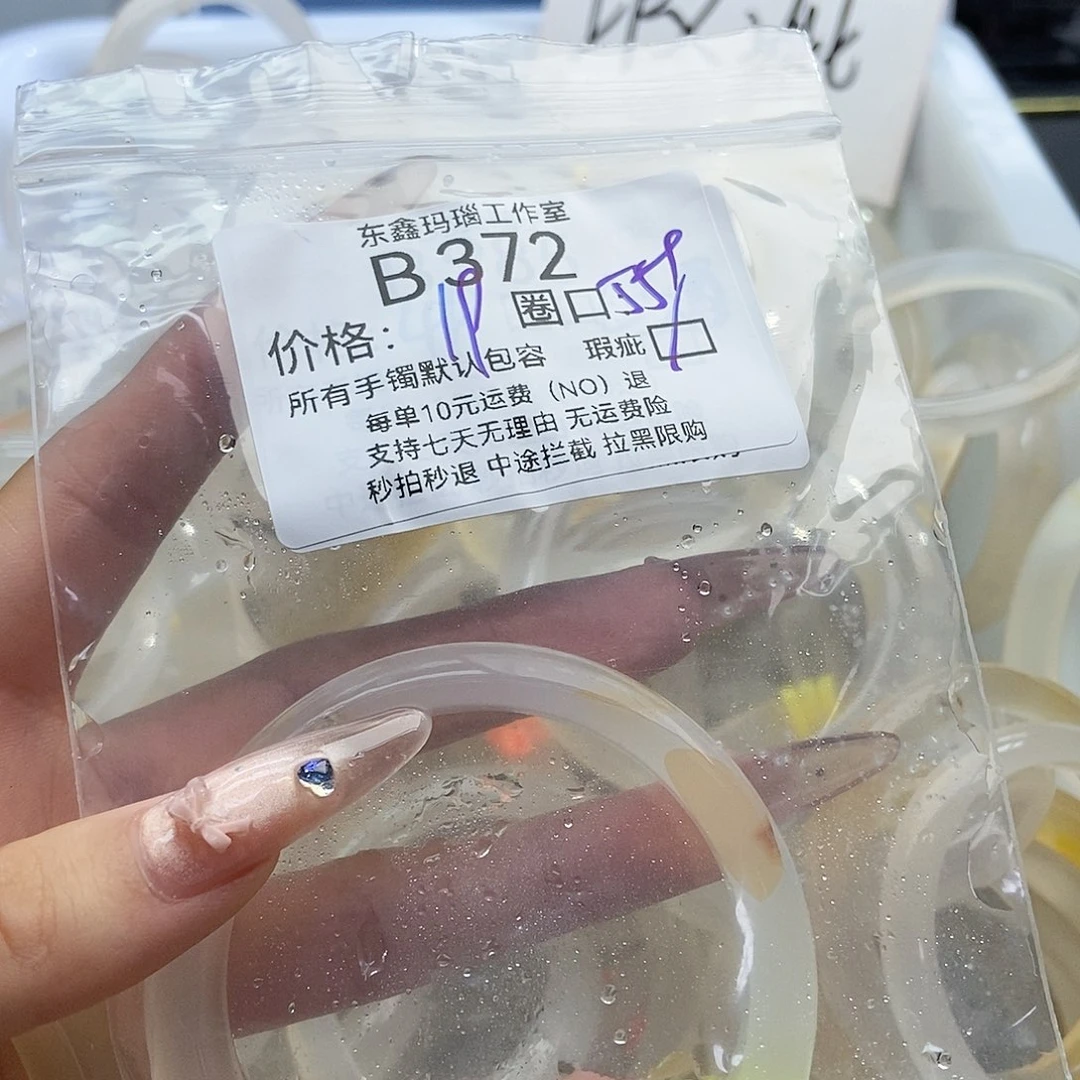 东鑫玛瑙工作室
B 372
价格： 圈口
所有手镯默认包容 瑕疵
每单10元运费（NO）退
支持七天无理由 无运费险
秒拍秒退 中途拦截 拉黑限购